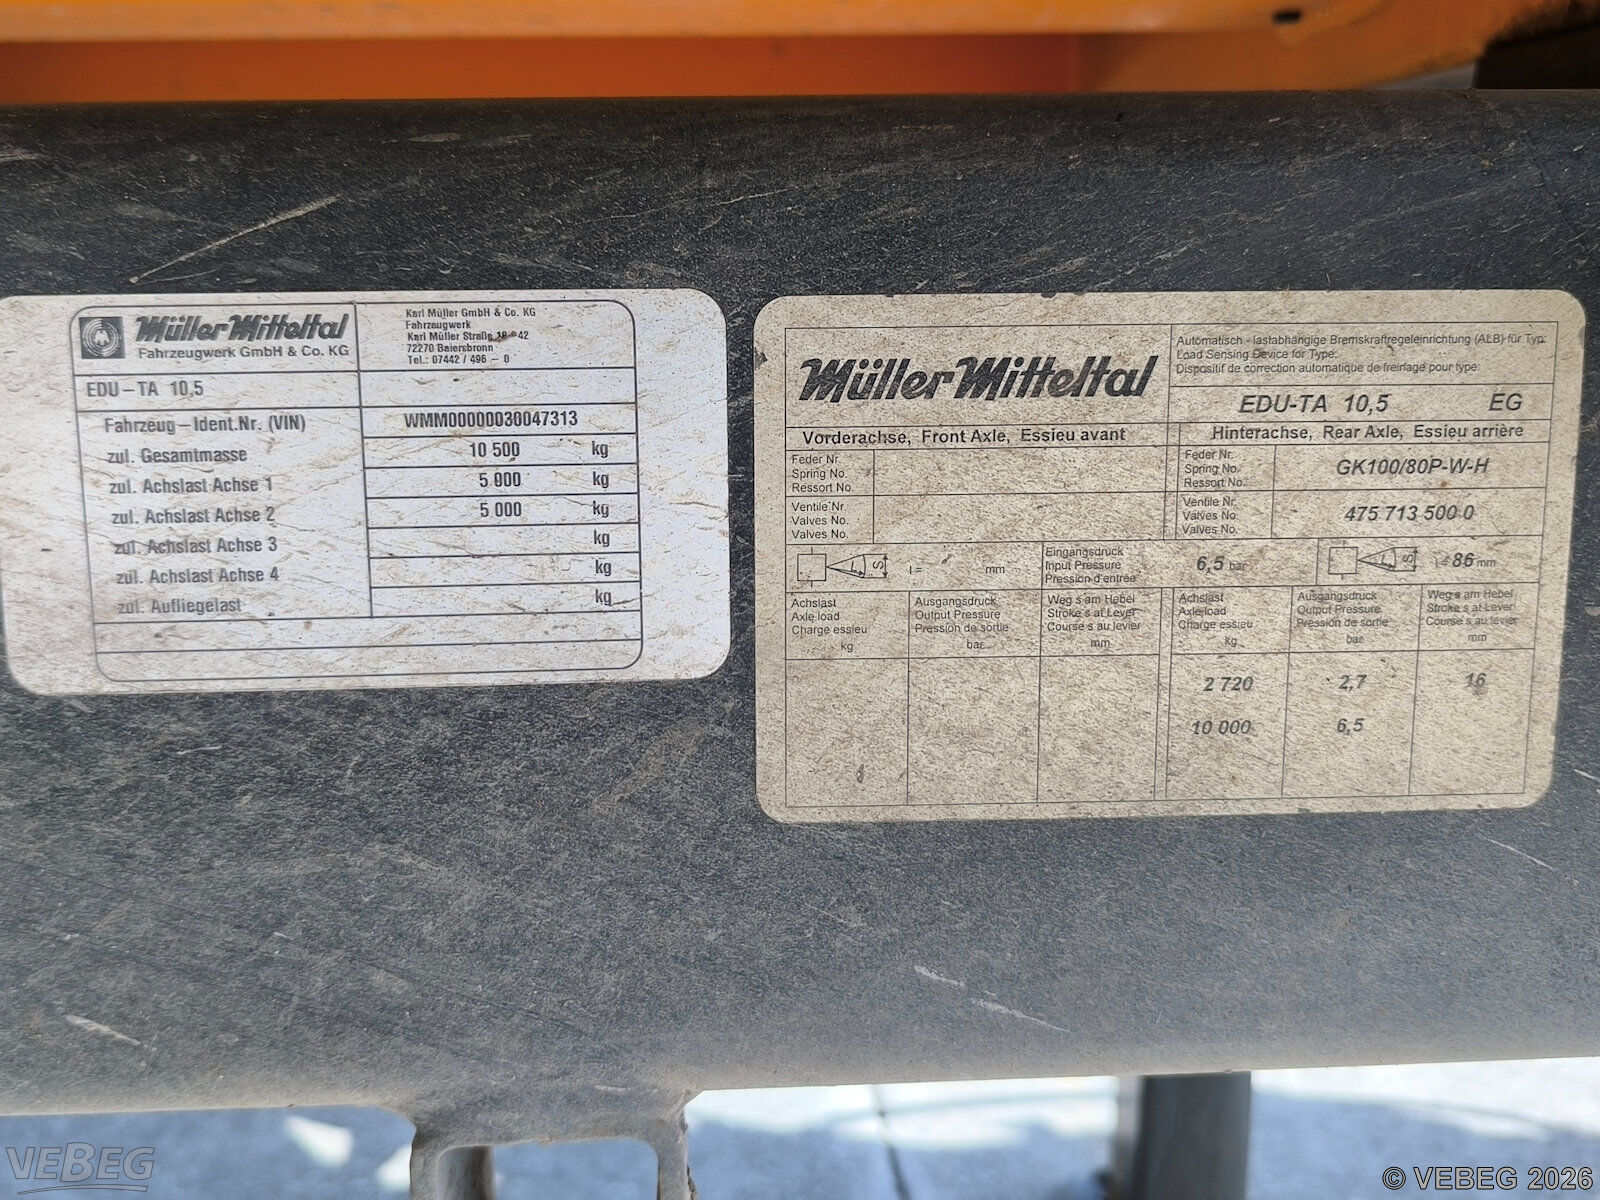 Müller Mitteltal
Fahrzeugwerk GmbH & Co. KG
Karl Müller GmbH & Co. KG
Fahrzeugwerk
Karl Müller Straße 42
72270 Baiersbronn
Tel.: 07442 / 496 – 0
EDU – TA 10,5
Fahrzeug – Ident.Nr. (VIN) WMM00000030047313
zul. Gesamtmasse 10 500 kg
zul. Achslast Achse 1 5 000 kg
zul. Achslast Achse 2 5 000 kg
zul. Achslast Achse 3 kg
zul. Achslast Achse 4 kg
zul. Aufliegelast kg
Müller Mitteltal
Automatisch - lastabhängige Bremskraftregeleinrichtung (ALB) für Typ:
Load Sensing Device for Type:
Dispositif de correction automatique de freinage pour type:
EDU-TA 10,5 EG
Vorderachse, Front Axle, Essieu avant
Hinterachse, Rear Axle, Essieu arrière
Feder Nr.
Spring No.
Ressort No.
Feder Nr.
Spring No.
Ressort No.
GK100/80P-W-H
Ventile Nr.
Valves No.
Valves No.
Ventile Nr.
Valves No.
Valves No.
475 713 500 0
L S
l = mm
Eingangsdruck
Input Pressure
Pression d'entrée
6,5 bar
L S
l = 86 mm
Achslast
Axle load
Charge essieu
kg
Ausgangsdruck
Output Pressure
Pression de sortie
bar
Weg s am Hebel
Stroke s at Lever
Course s au levier
mm
Achslast
Axle load
Charge essieu
kg
Ausgangsdruck
Output Pressure
Pression de sortie
bar
Weg s am Hebel
Stroke s at Lever
Course s au levier
mm
2 720 2,7 16
10 000 6,5
VEBEG
© VEBEG 2026